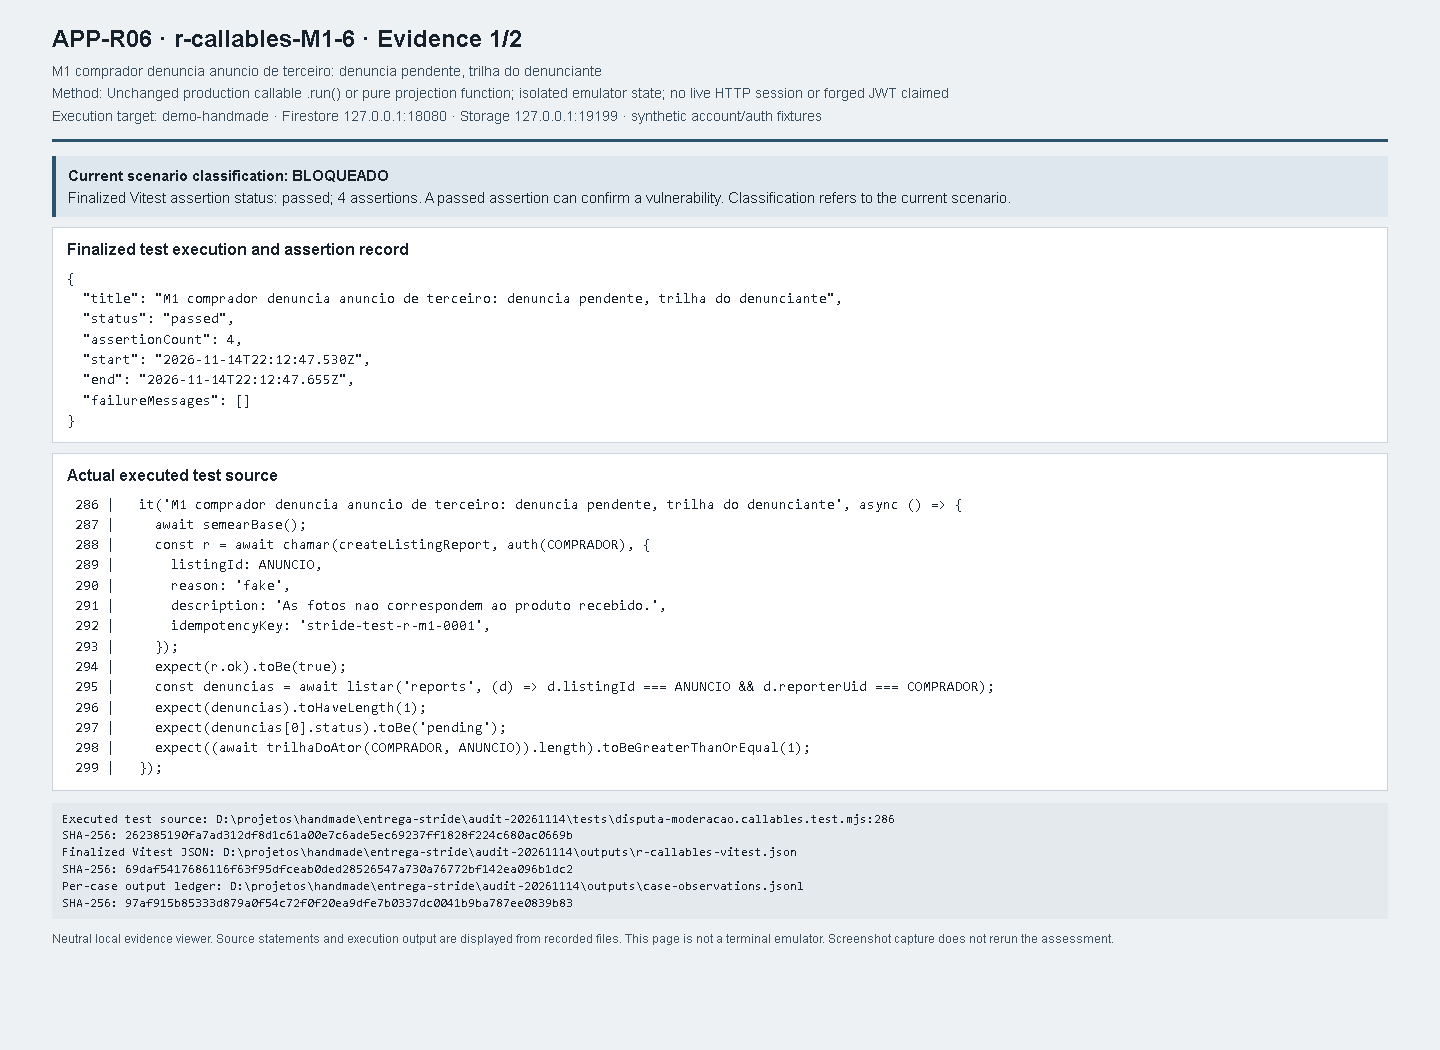 APP-R06 · r-callables-M1-6 · Evidence 1/2
M1 comprador denuncia anuncio de terceiro: denuncia pendente, trilha do denunciante
Method: Unchanged production callable .run() or pure projection function; isolated emulator state; no live HTTP session or forged JWT claimed
Execution target: demo-handmade · Firestore 127.0.0.1:18080 · Storage 127.0.0.1:19199 · synthetic account/auth fixtures
Current scenario classification: BLOQUEADO
Finalized Vitest assertion status: passed; 4 assertions. A passed assertion can confirm a vulnerability. Classification refers to the current scenario.
Finalized test execution and assertion record
{
  "title": "M1 comprador denuncia anuncio de terceiro: denuncia pendente, trilha do denunciante",
  "status": "passed",
  "assertionCount": 4,
  "start": "2026-11-14T22:12:47.530Z",
  "end": "2026-11-14T22:12:47.655Z",
  "failureMessages": []
}
Actual executed test source
286 |   it('M1 comprador denuncia anuncio de terceiro: denuncia pendente, trilha do denunciante', async () => {
287 |     await semearBase();
288 |     const r = await chamar(createListingReport, auth(COMPRADOR), {
289 |       listingId: ANUNCIO,
290 |       reason: 'fake',
291 |       description: 'As fotos nao correspondem ao produto recebido.',
292 |       idempotencyKey: 'stride-test-r-m1-0001',
293 |     });
294 |     expect(r.ok).toBe(true);
295 |     const denuncias = await listar('reports', (d) => d.listingId === ANUNCIO && d.reporterUid === COMPRADOR);
296 |     expect(denuncias).toHaveLength(1);
297 |     expect(denuncias[0].status).toBe('pending');
298 |     expect((await trilhaDoAtor(COMPRADOR, ANUNCIO)).length).toBeGreaterThanOrEqual(1);
299 |   });
Executed test source: D:\projetos\handmade\entrega-stride\audit-20261114\tests\disputa-moderacao.callables.test.mjs:286
SHA-256: 262385190fa7ad312df8d1c61a00e7c6ade5ec69237ff1828f224c680ac0669b
Finalized Vitest JSON: D:\projetos\handmade\entrega-stride\audit-20261114\outputs\r-callables-vitest.json
SHA-256: 69daf5417686116f63f95dfceab0ded28526547a730a76772bf142ea096b1dc2
Per-case output ledger: D:\projetos\handmade\entrega-stride\audit-20261114\outputs\case-observations.jsonl
SHA-256: 97af915b85333d879a0f54c72f0f20ea9dfe7b0337dc0041b9ba787ee0839b83
Neutral local evidence viewer. Source statements and execution output are displayed from recorded files. This page is not a terminal emulator. Screenshot capture does not rerun the assessment.